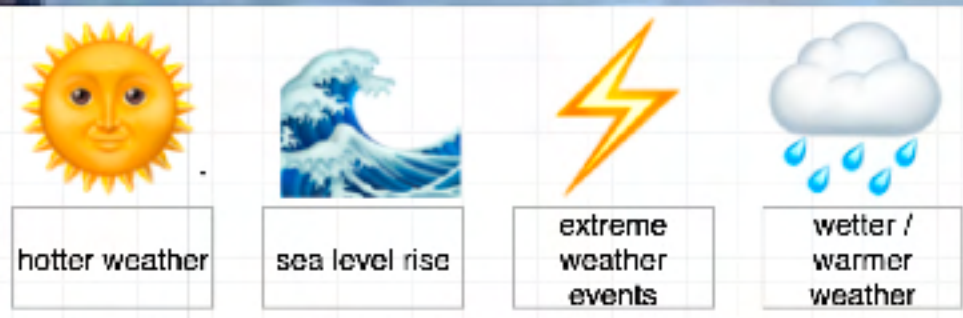 hotter weather
sea level rise
extreme
weather
events
wetter /
warmer
weather